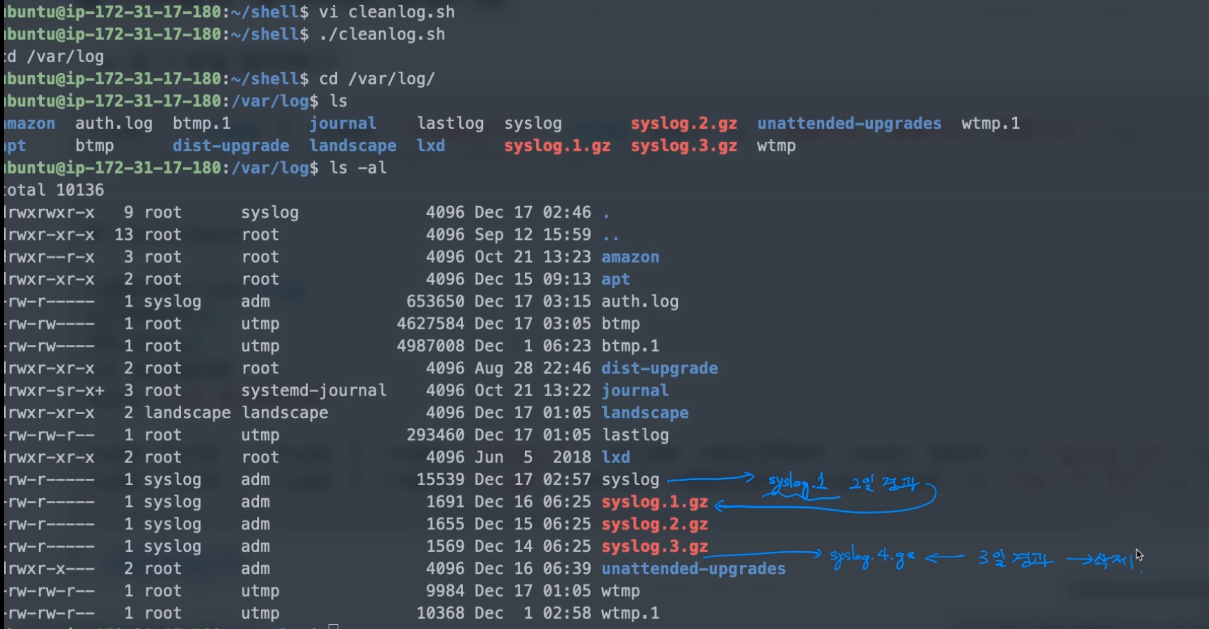 buntu@ip-172-31-17-180:~/shell$ vi cleanlog.sh
buntu@ip-172-31-17-180:~/shell$ ./cleanlog.sh
cd /var/log
buntu@ip-172-31-17-180:~/shell$ cd /var/log/
buntu@ip-172-31-17-180:/var/log$ ls
amazon auth.log btmp.1 journal lastlog syslog syslog.2.gz unattended-upgrades wtmp.1
apt btmp dist-upgrade landscape lxd syslog.1.gz syslog.3.gz wtmp
buntu@ip-172-31-17-180:/var/log$ ls -al
total 10136
drwxrwxr-x 9 root syslog 4096 Dec 17 02:46 .
drwxr-xr-x 13 root root 4096 Sep 12 15:59 ..
drwxr--r-x 3 root root 4096 Oct 21 13:23 amazon
drwxr-xr-x 2 root root 4096 Dec 15 09:13 apt
-rw-r----- 1 syslog adm 653650 Dec 17 03:15 auth.log
-rw-rw---- 1 root utmp 4627584 Dec 17 03:05 btmp
-rw-rw---- 1 root utmp 4987008 Dec 1 06:23 btmp.1
drwxr-xr-x 2 root root 4096 Aug 28 22:46 dist-upgrade
drwxr-sr-x+ 3 root systemd-journal 4096 Oct 21 13:22 journal
drwxr-xr-x 2 landscape landscape 4096 Dec 17 01:05 landscape
-rw-rw-r-- 1 root utmp 293460 Dec 17 01:05 lastlog
drwxr-xr-x 2 root root 4096 Jun 5 2018 lxd
-rw-r----- 1 syslog adm 15539 Dec 17 02:57 syslog syslog.1 2일 경과
-rw-r----- 1 syslog adm 1691 Dec 16 06:25 syslog.1.gz
-rw-r----- 1 syslog adm 1655 Dec 15 06:25 syslog.2.gz
-rw-r----- 1 syslog adm 1569 Dec 14 06:25 syslog.3.gz syslog.4.gz 3일 경과 삭제!
drwxr-x--- 2 root adm 4096 Dec 16 06:39 unattended-upgrades
-rw-rw-r-- 1 root utmp 9984 Dec 17 01:05 wtmp
-rw-rw-r-- 1 root utmp 10368 Dec 1 02:58 wtmp.1